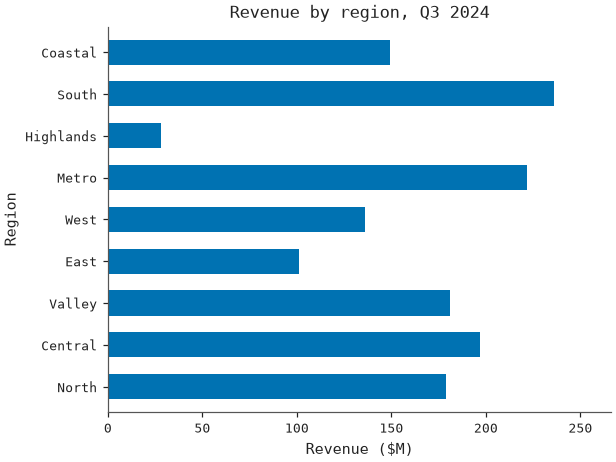 Revenue by region, Q3 2024
Region
Coastal
South
Highlands
Metro
West
East
Valley
Central
North
0 50 100 150 200 250
Revenue ($M)